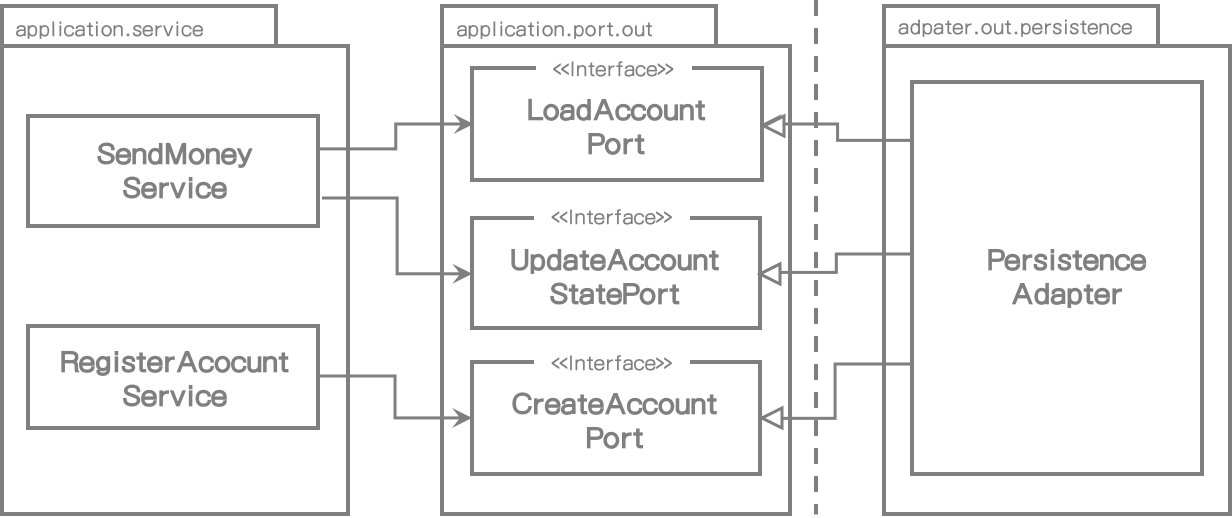 application.service
SendMoney
Service
RegisterAcocunt
Service
application.port.out
<<Interface>>
LoadAccount
Port
<<Interface>>
UpdateAccount
StatePort
<<Interface>>
CreateAccount
Port
adpater.out.persistence
Persistence
Adapter